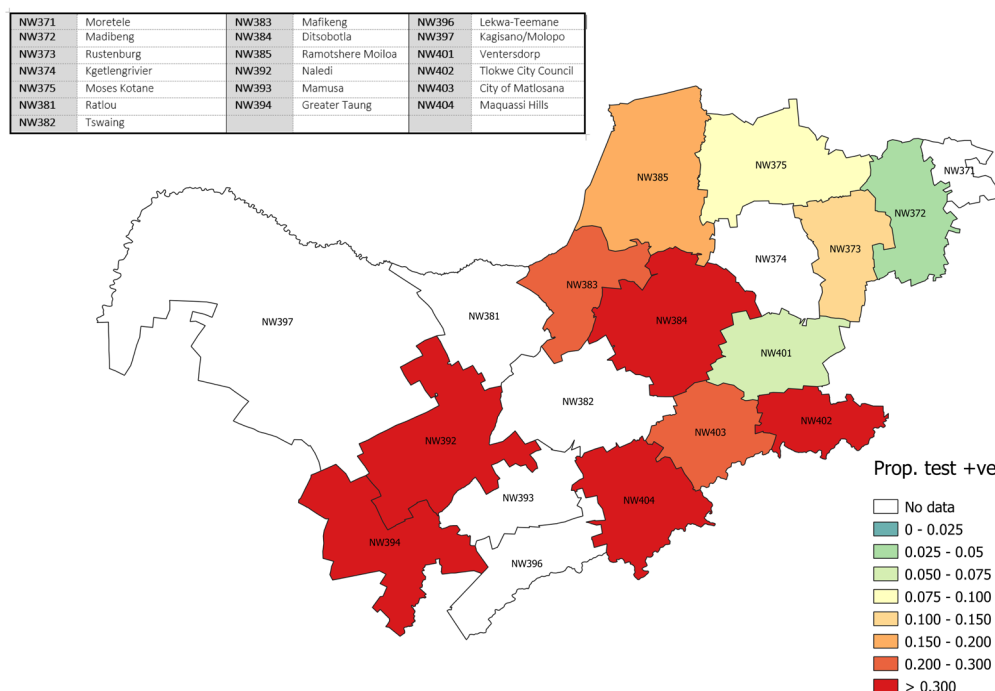 NW371 Moretele NW383 Mafikeng NW396 Lekwa-Teemane
NW372 Madibeng NW384 Ditsobotla NW397 Kagisano/Molopo
NW373 Rustenburg NW385 Ramotshere Moiloa NW401 Ventersdorp
NW374 Kgetlengrivier NW392 Naledi NW402 Tlokwe City Council
NW375 Moses Kotane NW393 Mamusa NW403 City of Matlosana
NW381 Ratlou NW394 Greater Taung NW404 Maquassi Hills
NW382 Tswaing
NW375
NW371
NW385
NW372
NW373
NW374
NW383
NW381
NW384
NW397
NW401
NW382
NW402
NW403
NW392
NW393
NW404
NW394
NW396
Prop. test +ve
No data
0 - 0.025
0.025 - 0.05
0.050 - 0.075
0.075 - 0.100
0.100 - 0.150
0.150 - 0.200
0.200 - 0.300
> 0.300